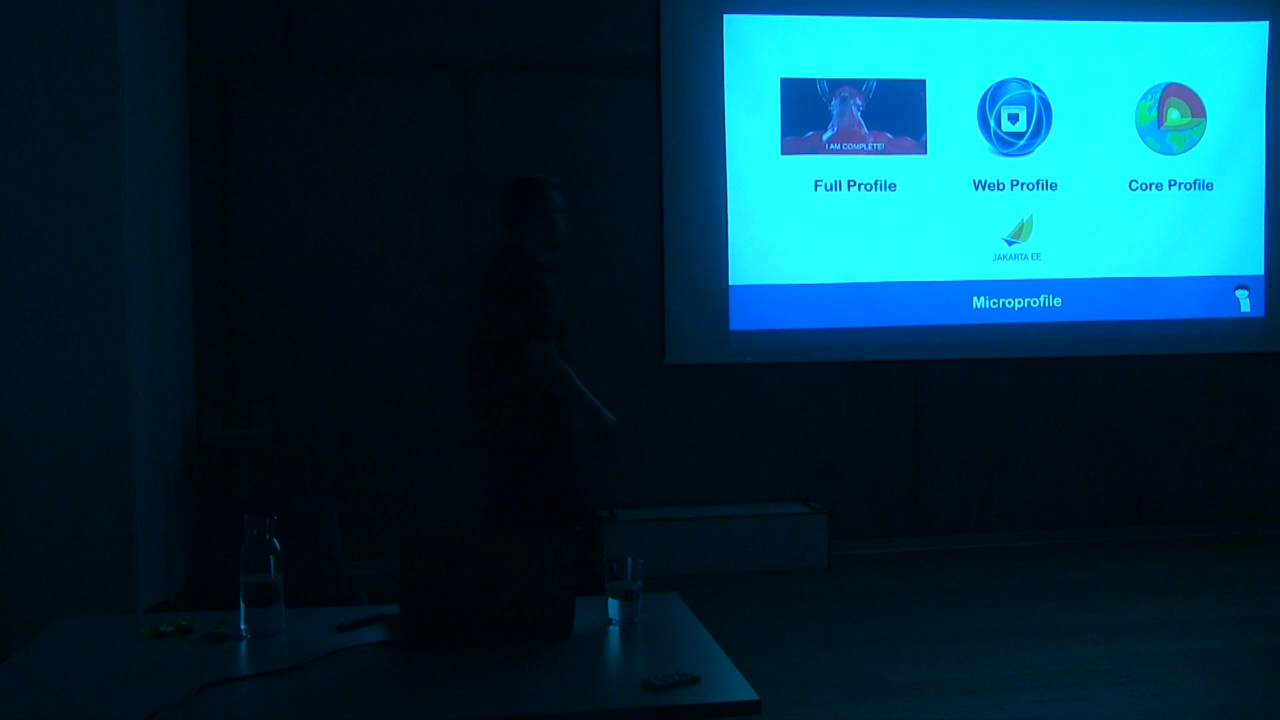 I AM COMPLETE!
Full Profile
Web Profile
Core Profile
JAKARTA EE
Microprofile